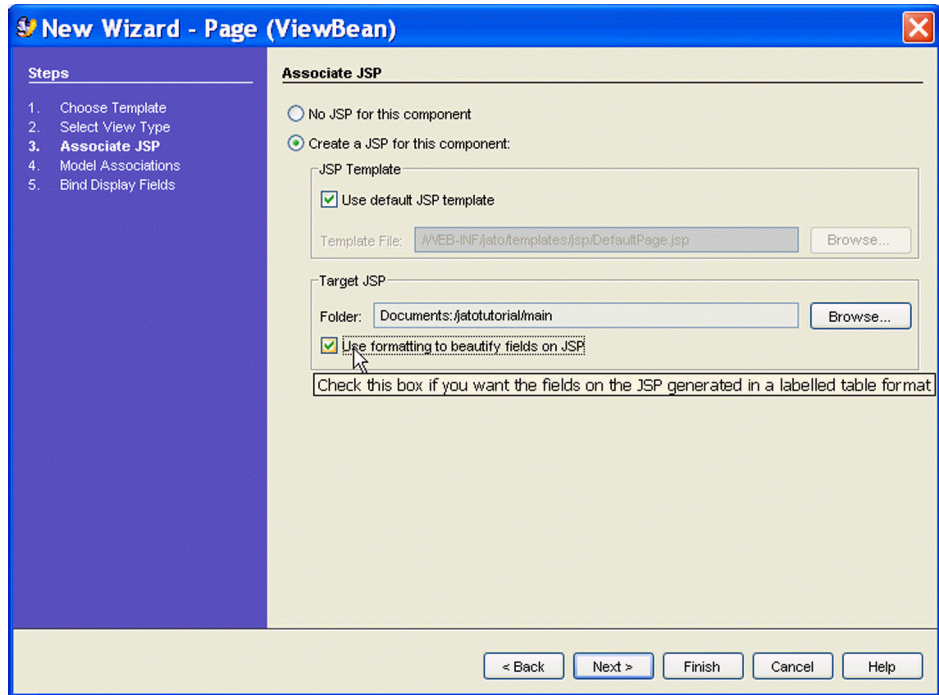 New Wizard - Page (ViewBean)
Steps
1. Choose Template
2. Select View Type
3. Associate JSP
4. Model Associations
5. Bind Display Fields
Associate JSP
No JSP for this component
Create a JSP for this component:
JSP Template
Use default JSP template
Template File: /WEB-INF/jato/templates/jsp/DefaultPage.jsp Browse...
Target JSP
Folder: Documents:/jatotutorial/main Browse...
Use formatting to beautify fields on JSP
Check this box if you want the fields on the JSP generated in a labelled table format
< Back Next > Finish Cancel Help